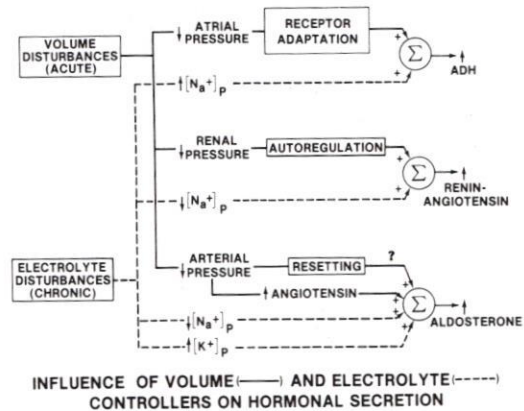 VOLUME
DISTURBANCES
(ACUTE)
↓ ATRIAL
PRESSURE
RECEPTOR
ADAPTATION
+
Σ
↑
ADH
↑[Na+]p
+
↓ RENAL
PRESSURE
AUTOREGULATION
+
Σ
↑
RENIN-
ANGIOTENSIN
↓[Na+]p
+
ELECTROLYTE
DISTURBANCES
(CHRONIC)
↓ ARTERIAL
PRESSURE
RESETTING
?
+
↑ ANGIOTENSIN
+
Σ
↑
ALDOSTERONE
↓[Na+]p
+
↑[K+]p
+
INFLUENCE OF VOLUME(——) AND ELECTROLYTE(----)
CONTROLLERS ON HORMONAL SECRETION